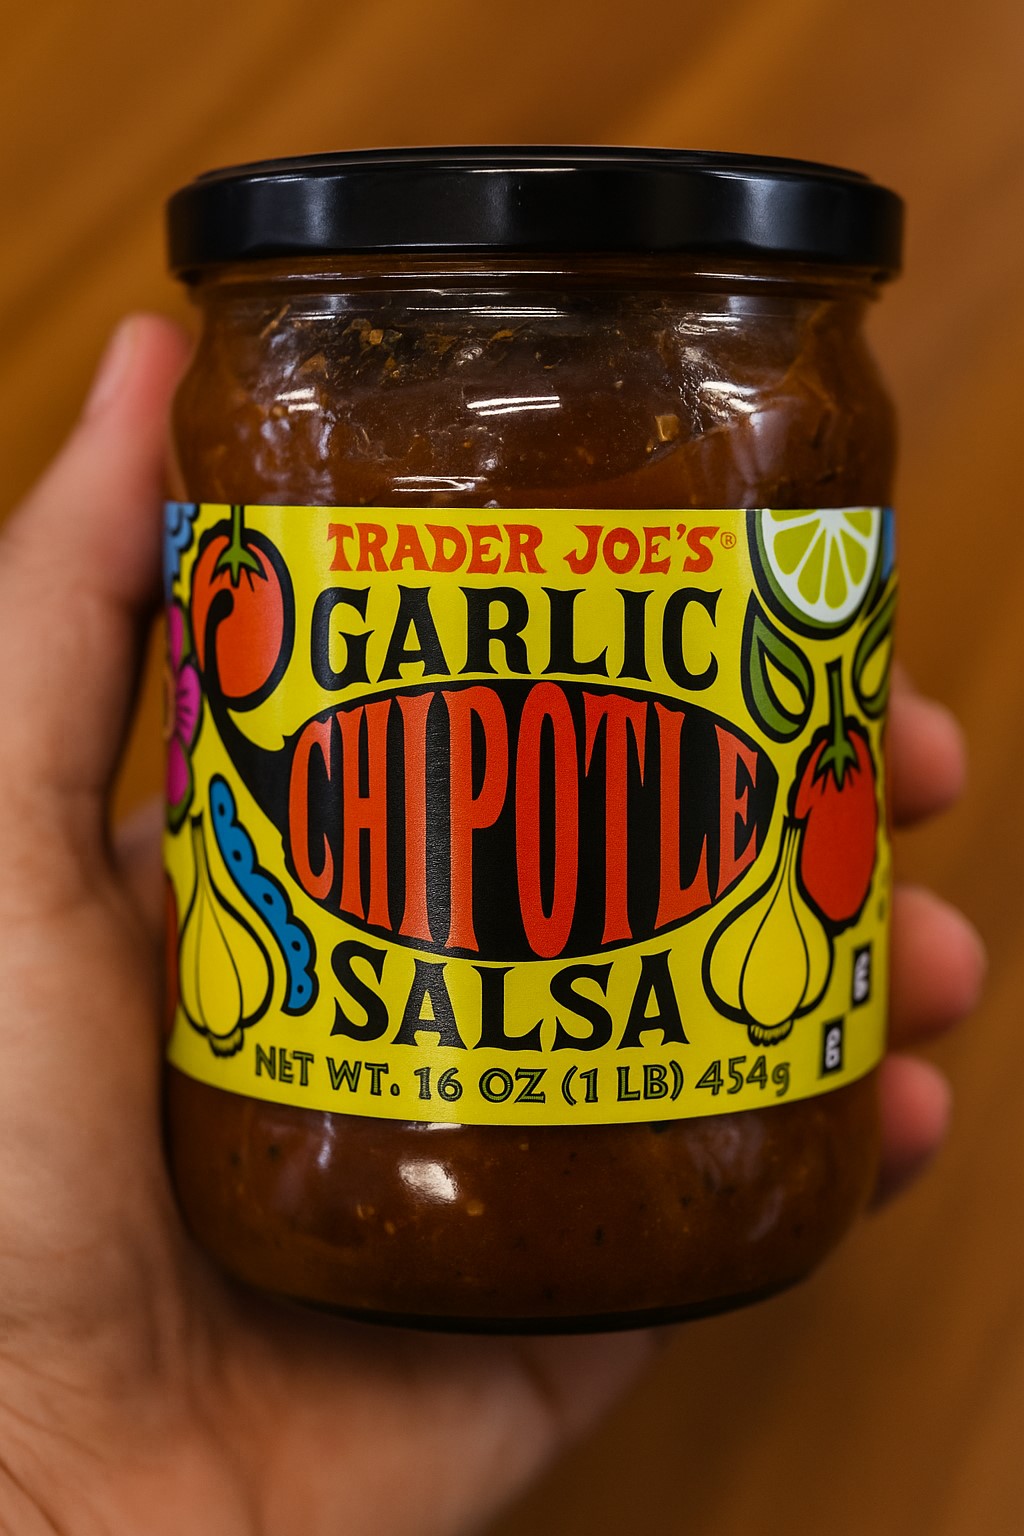 TRADER JOE'S®
GARLIC
CHIPOTLE
SALSA
NET WT. 16 OZ (1 LB) 454g